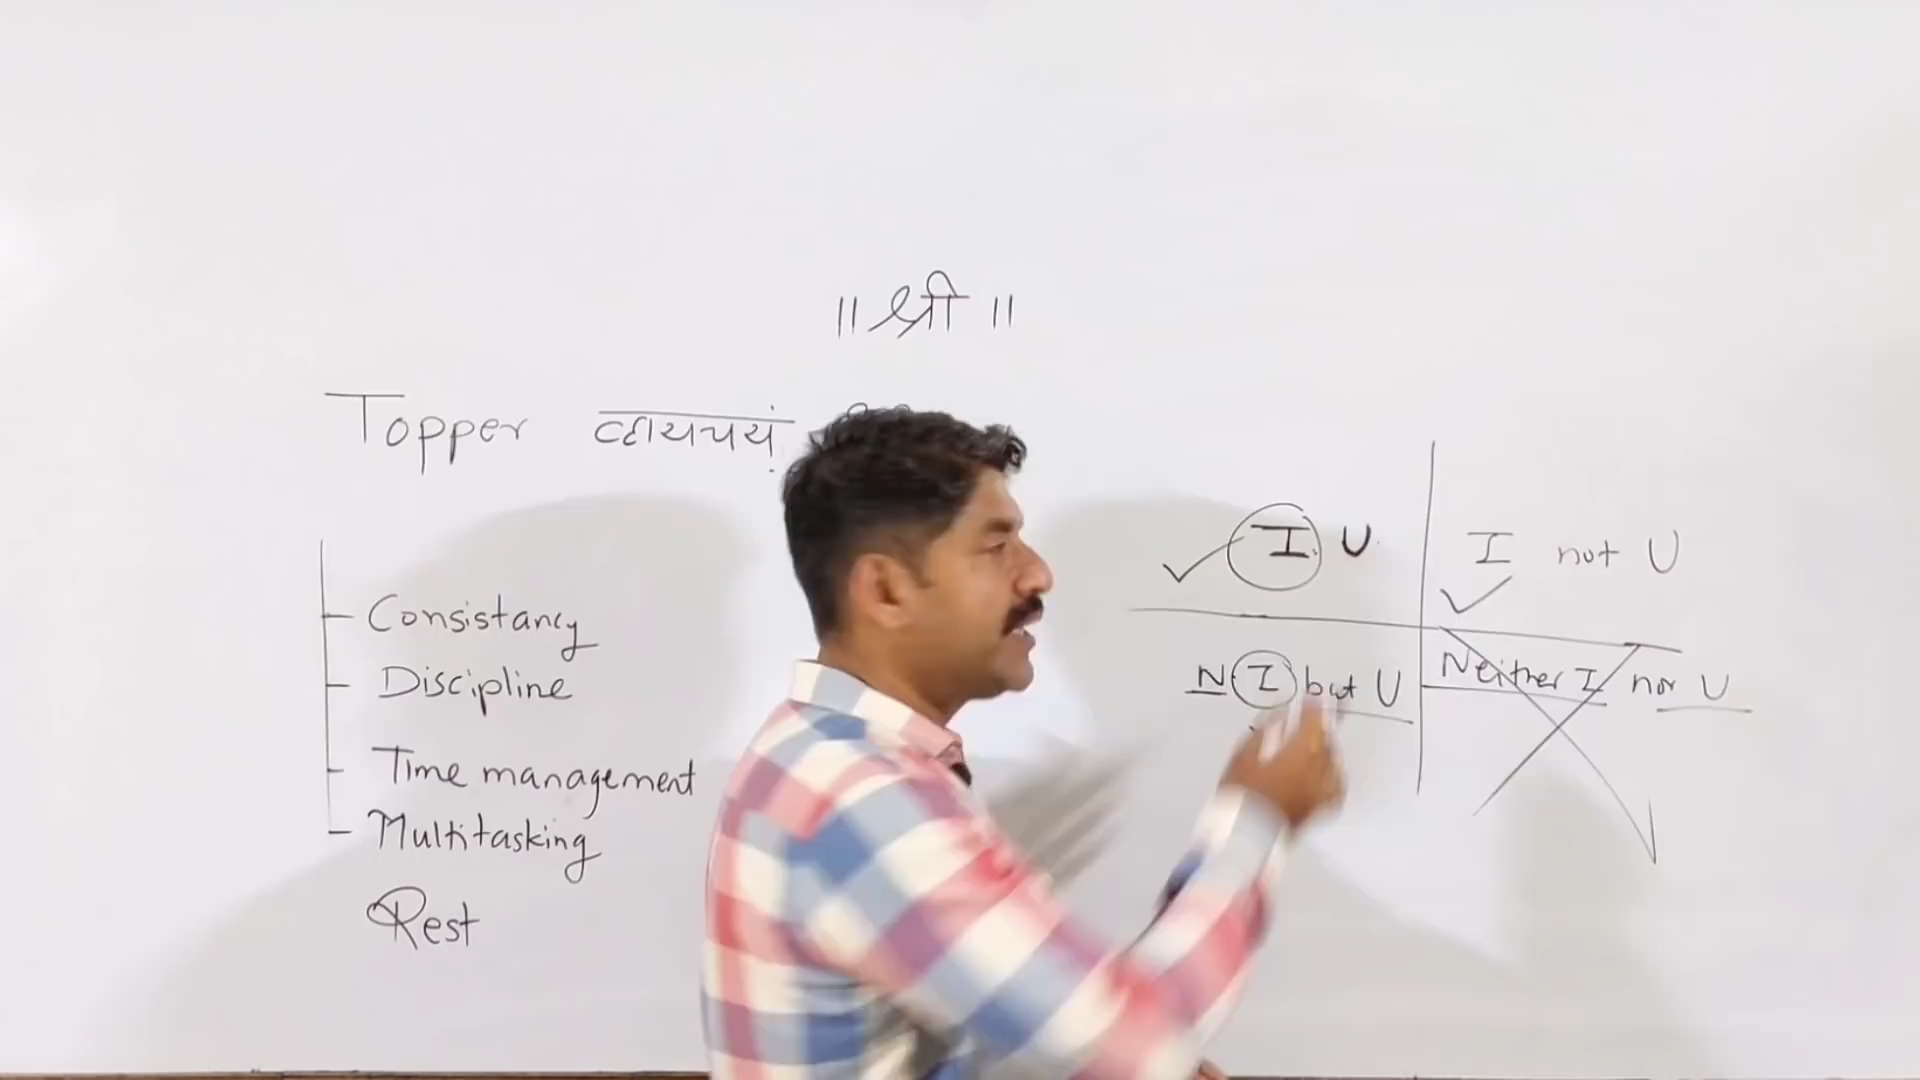 ॥ श्री ॥
Topper व्हायचयं
Consistancy
Discipline
Time management
Multitasking
Rest
I U
I not U
N I but U
Neither I nor U